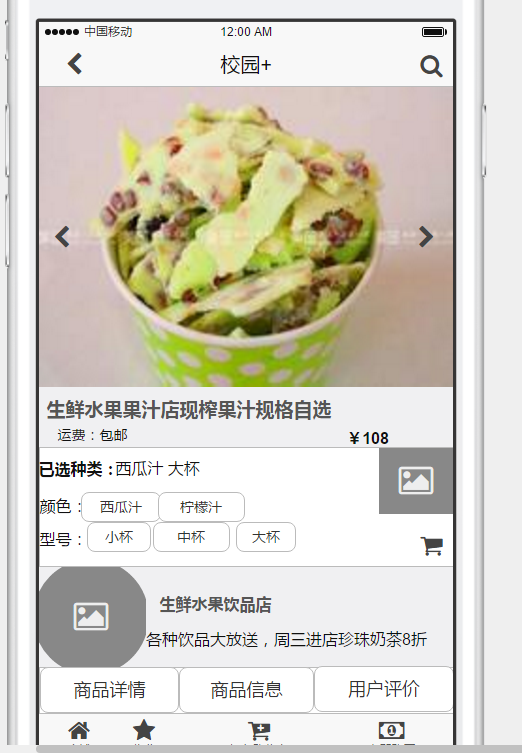 中国移动 12:00 AM
校园+
生鲜水果果汁店现榨果汁规格自选
运费：包邮 ￥108
已选种类：西瓜汁 大杯
颜色： 西瓜汁 柠檬汁
型号： 小杯 中杯 大杯
生鲜水果饮品店
各种饮品大放送，周三进店珍珠奶茶8折
商品详情 商品信息 用户评价